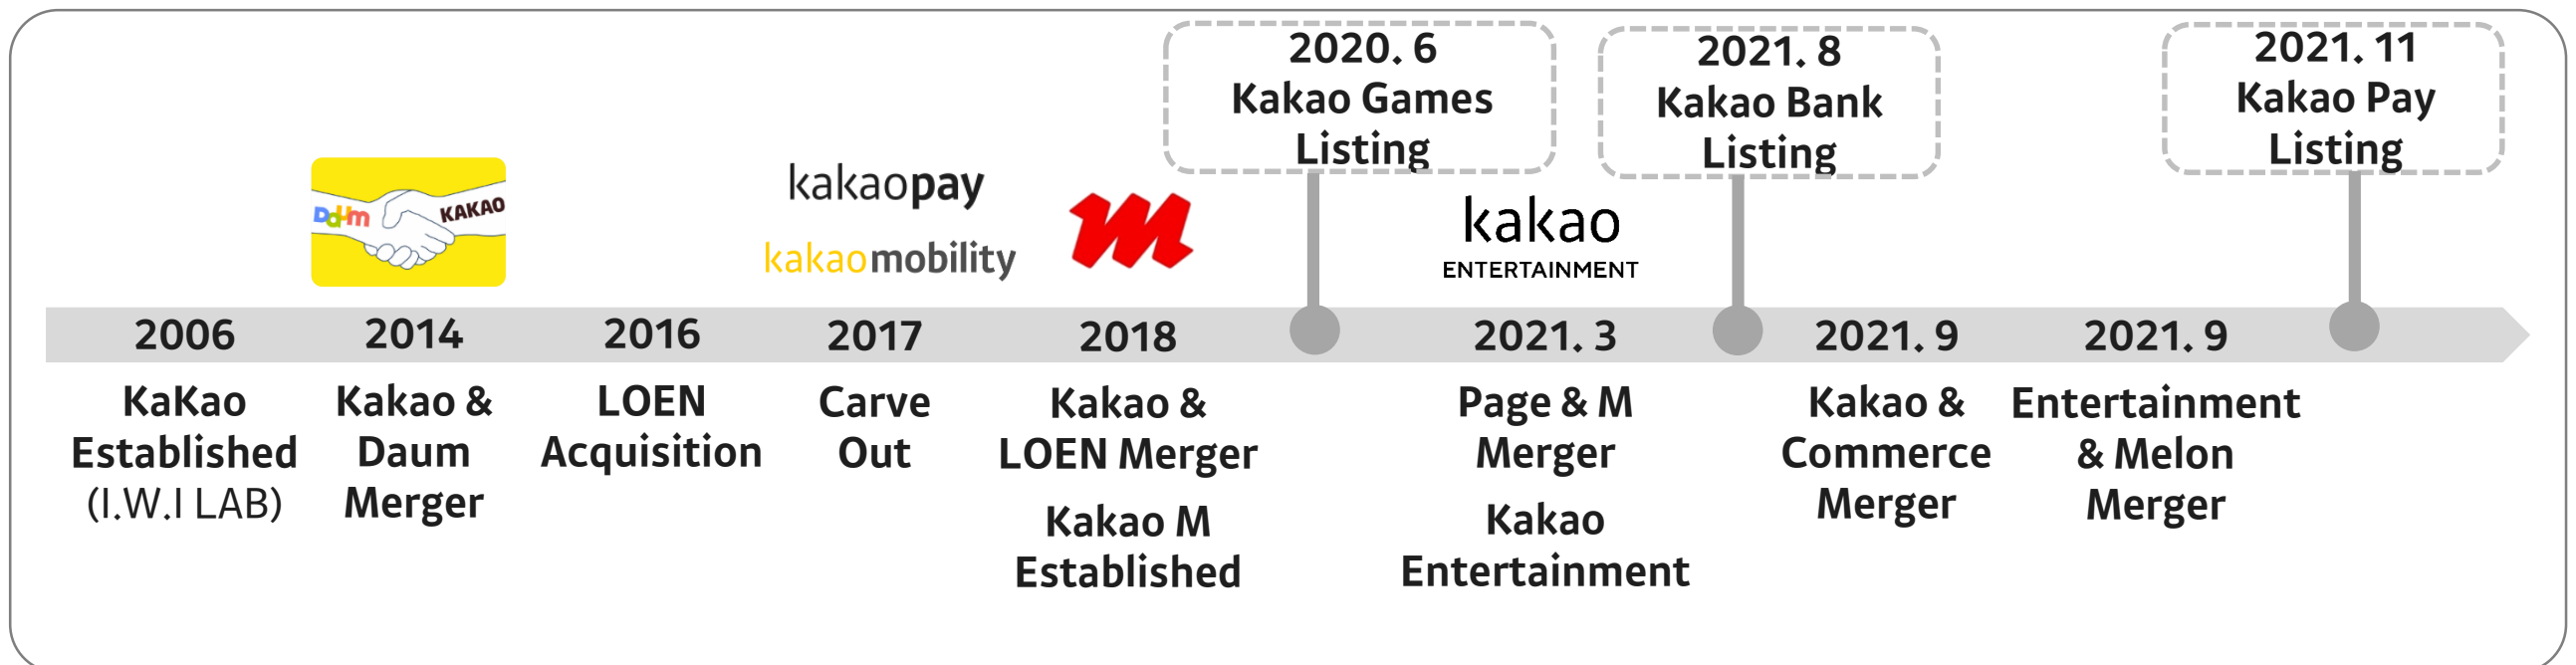 2020. 6
Kakao Games
Listing
2021. 8
Kakao Bank
Listing
2021. 11
Kakao Pay
Listing
Daum
KAKAO
kakaopay
kakaomobility
kakao
ENTERTAINMENT
2006
KaKao
Established
(I.W.I LAB)
2014
Kakao &
Daum
Merger
2016
LOEN
Acquisition
2017
Carve
Out
2018
Kakao &
LOEN Merger
Kakao M
Established
2021. 3
Page & M
Merger
Kakao
Entertainment
2021. 9
Kakao &
Commerce
Merger
2021. 9
Entertainment
& Melon
Merger